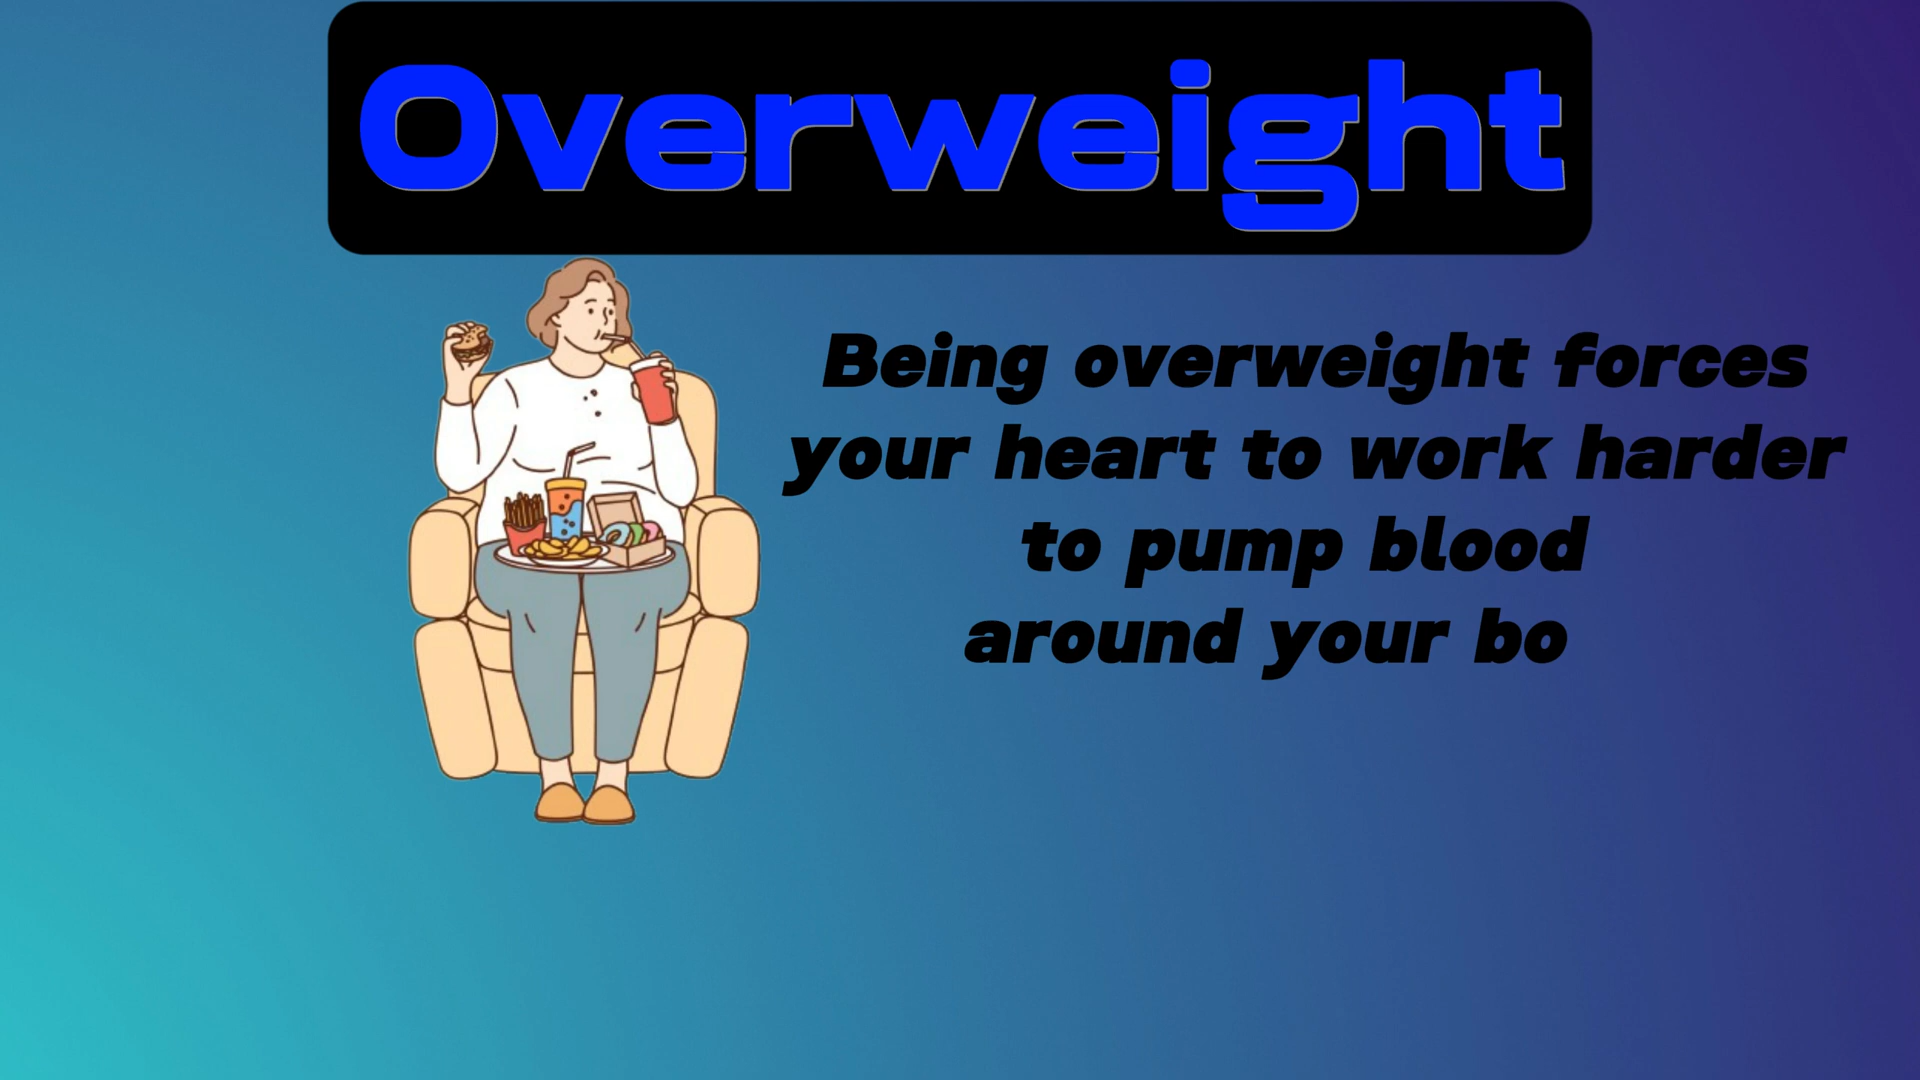 Overweight
Being overweight forces
your heart to work harder
to pump blood
around your bo